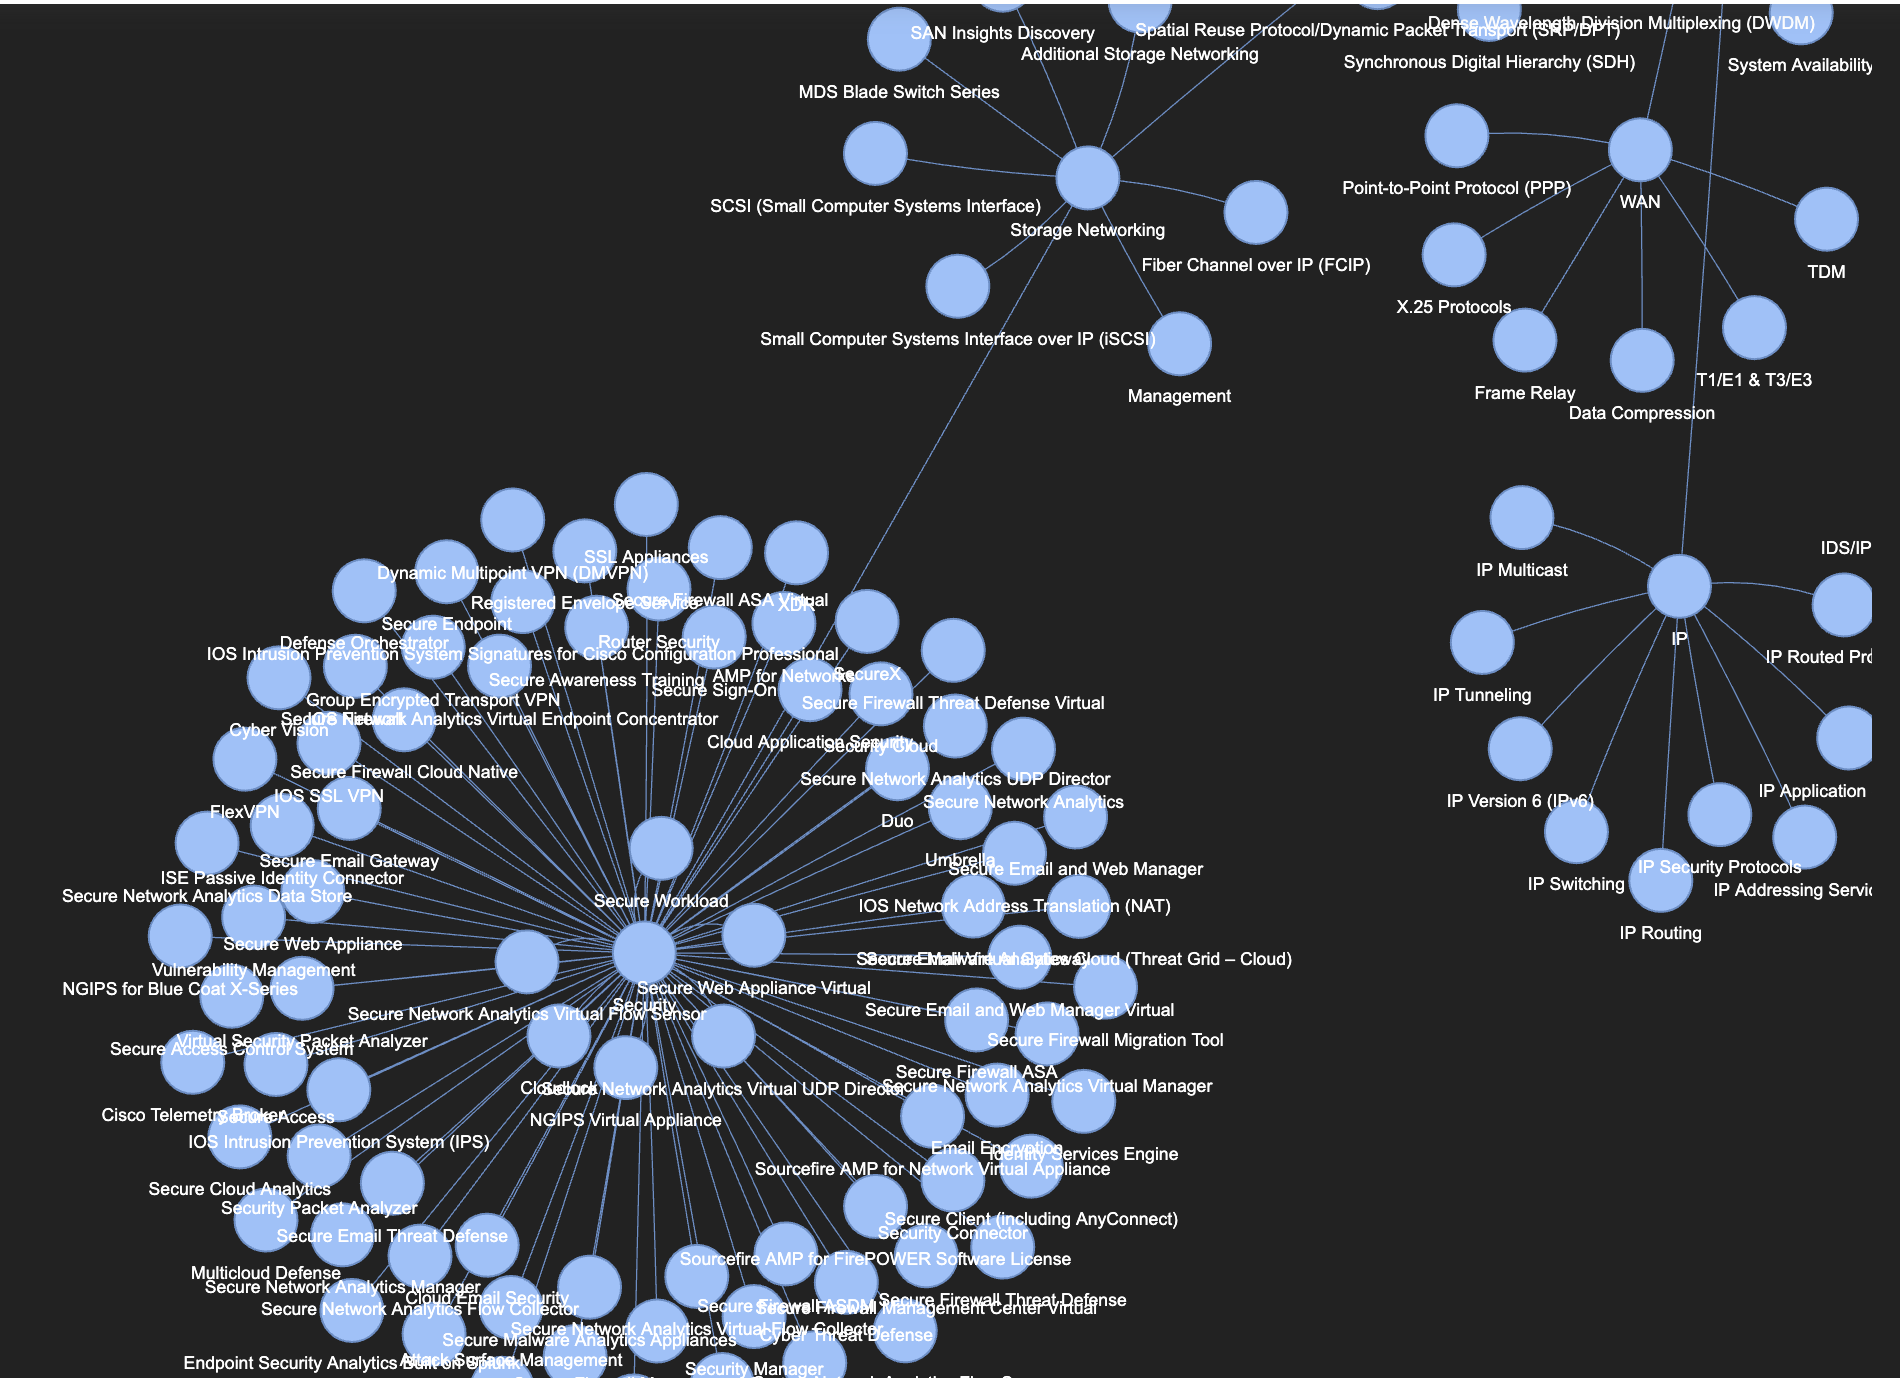 Dense Wavelength Division Multiplexing (DWDM)
SAN Insights Discovery
Spatial Reuse Protocol/Dynamic Packet Transport (SRP/DPT)
Additional Storage Networking
Synchronous Digital Hierarchy (SDH)
System Availability
MDS Blade Switch Series
Point-to-Point Protocol (PPP)
WAN
SCSI (Small Computer Systems Interface)
Storage Networking
Fiber Channel over IP (FCIP)
TDM
X.25 Protocols
Small Computer Systems Interface over IP (iSCSI)
T1/E1 & T3/E3
Frame Relay
Management
Data Compression
IDS/IP
SSL Appliances
IP Multicast
Dynamic Multipoint VPN (DMVPN)
Secure Firewall ASA Virtual
Registered Envelope Service
XDR
Secure Endpoint
IP
Router Security
Defense Orchestrator
IOS Intrusion Prevention System Signatures for Cisco Configuration Professional
IP Routed Pro
SecureX
AMP for Networks
Secure Awareness Training
Secure Sign-On
IP Tunneling
Group Encrypted Transport VPN
Secure Firewall Threat Defense Virtual
Secure Network Analytics Virtual Endpoint Concentrator
IOS Firewall
Cyber Vision
Cloud Application Security
Security Cloud
Secure Firewall Cloud Native
Secure Network Analytics UDP Director
IP Application
IOS SSL VPN
IP Version 6 (IPv6)
Secure Network Analytics
FlexVPN
Duo
Umbrella
Secure Email Gateway
IP Security Protocols
Secure Email and Web Manager
ISE Passive Identity Connector
IP Switching
IP Addressing Servic
Secure Network Analytics Data Store
Secure Workload
IOS Network Address Translation (NAT)
IP Routing
Secure Web Appliance
Secure Email Virtual Gateway
Secure Malware Analytics Cloud (Threat Grid – Cloud)
Vulnerability Management
NGIPS for Blue Coat X-Series
Secure Web Appliance Virtual
Security
Secure Email and Web Manager Virtual
Secure Network Analytics Virtual Flow Sensor
Virtual Security Packet Analyzer
Secure Firewall Migration Tool
Secure Access Control System
Secure Firewall ASA
Secure Network Analytics Virtual Manager
Cloudlock
Secure Network Analytics Virtual UDP Director
Cisco Telemetry Broker
Secure Access
NGIPS Virtual Appliance
IOS Intrusion Prevention System (IPS)
Email Encryption
Identity Services Engine
Sourcefire AMP for Network Virtual Appliance
Secure Cloud Analytics
Security Packet Analyzer
Secure Client (including AnyConnect)
Security Connector
Secure Email Threat Defense
Sourcefire AMP for FirePOWER Software License
Multicloud Defense
Secure Network Analytics Manager
Cloud Email Security
Secure Firewall Threat Defense
Secure Firewall ASDM
Secure Firewall Management Center Virtual
Secure Network Analytics Flow Collector
Secure Network Analytics Virtual Flow Collector
Cyber Threat Defense
Secure Malware Analytics Appliances
Attack Surface Management
Endpoint Security Analytics Built on Splunk
Security Manager